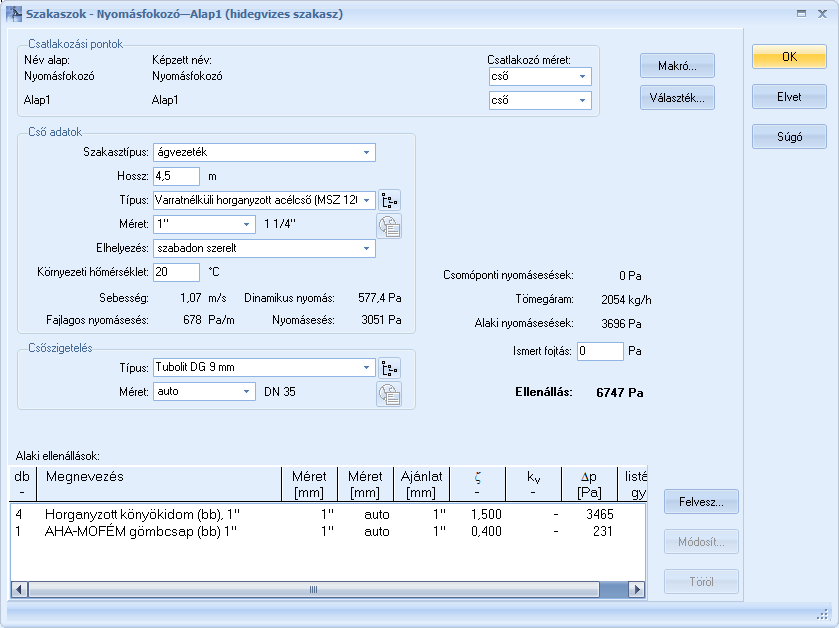 Szakaszok - Nyomásfokozó—Alap1 (hidegvizes szakasz)
Csatlakozási pontok
Név alap: Képzett név: Csatlakozó méret:
Nyomásfokozó Nyomásfokozó cső
Alap1 Alap1 cső
Makró...
Választék...
OK
Elvet
Súgó
Cső adatok
Szakasztípus: ágvezeték
Hossz: 4,5 m
Típus: Varratnélküli horganyzott acélcső (MSZ 120
Méret: 1" 1 1/4"
Elhelyezés: szabadon szerelt
Környezeti hőmérséklet: 20 °C
Sebesség: 1,07 m/s Dinamikus nyomás: 577,4 Pa
Fajlagos nyomásesés: 678 Pa/m Nyomásesés: 3051 Pa
Csomóponti nyomásesések: 0 Pa
Tömegáram: 2054 kg/h
Alaki nyomásesések: 3696 Pa
Ismert fojtás: 0 Pa
Ellenállás: 6747 Pa
Csőszigetelés
Típus: Tubolit DG 9 mm
Méret: auto DN 35
Alaki ellenállások:
db Megnevezés Méret Méret Ajánlat ζ kv Δp listá
- [mm] [mm] [mm] - - [Pa] gy
4 Horganyzott könyökidom (bb), 1" 1" auto 1" 1,500 - 3465
1 AHA-MOFÉM gömbcsap (bb) 1" 1" auto 1" 0,400 - 231
Felvesz...
Módosít...
Töröl